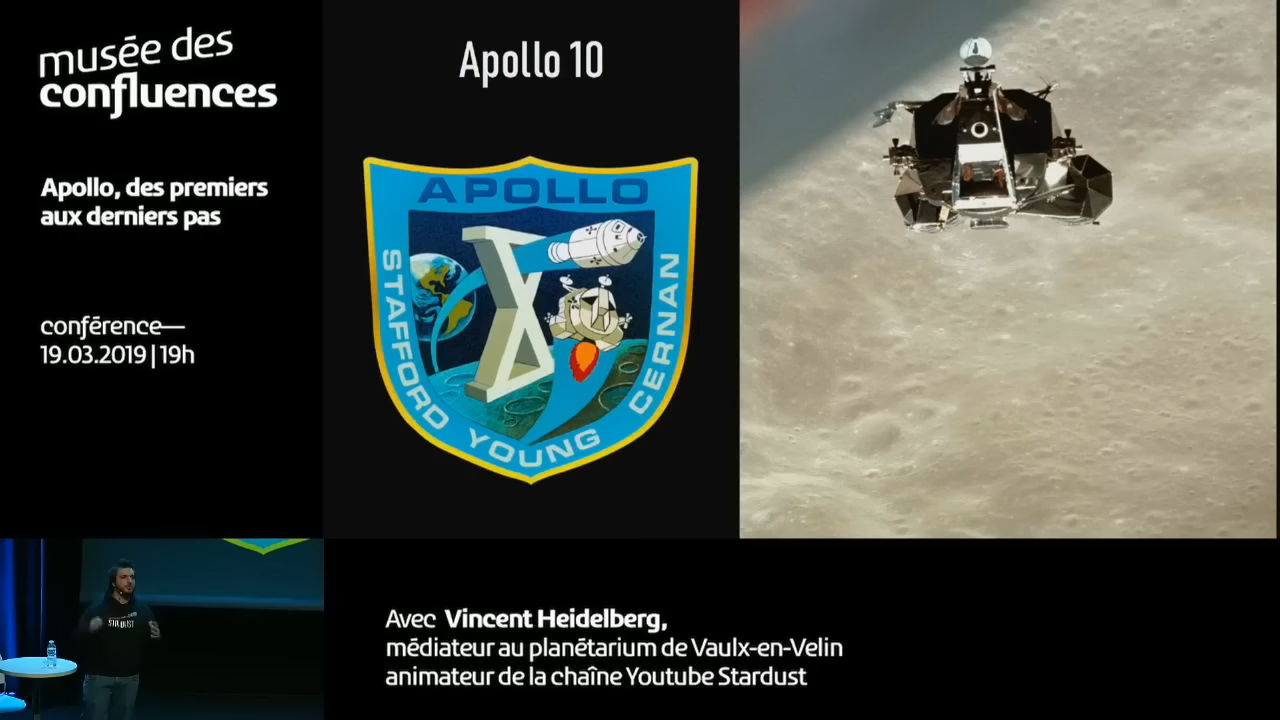 musée des
confluences
Apollo, des premiers
aux derniers pas
conférence—
19.03.2019 | 19h
Apollo 10
APOLLO
STAFFORD YOUNG CERNAN
STARDUST
Avec Vincent Heidelberg,
médiateur au planétarium de Vaulx-en-Velin
animateur de la chaîne Youtube Stardust